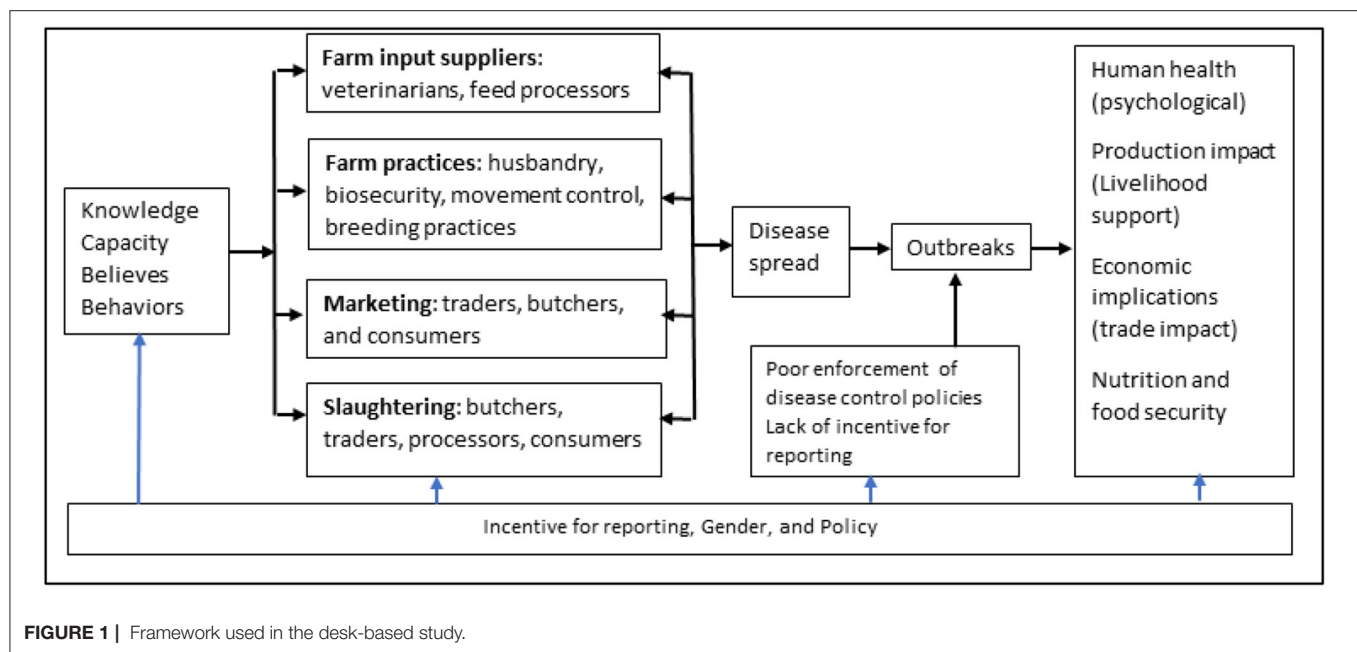 Farm input suppliers:
veterinarians, feed processors
Farm practices: husbandry,
biosecurity, movement control,
breeding practices
Knowledge
Capacity
Believes
Behaviors
Marketing: traders, butchers,
and consumers
Slaughtering: butchers,
traders, processors, consumers
Disease
spread
Outbreaks
Poor enforcement of
disease control policies
Lack of incentive for
reporting
Human health
(psychological)
Production impact
(Livelihood
support)
Economic
implications
(trade impact)
Nutrition and
food security
Incentive for reporting, Gender, and Policy
FIGURE 1 | Framework used in the desk-based study.